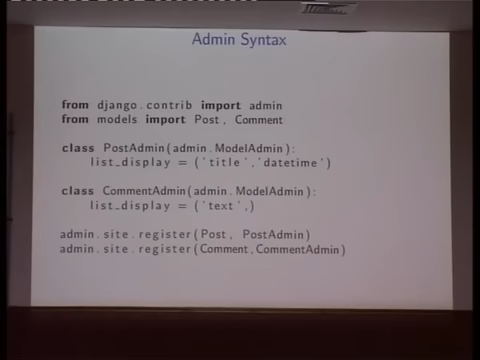 Admin Syntax
from django.contrib import admin
from models import Post, Comment
class PostAdmin(admin.ModelAdmin):
list_display = ('title','datetime')
class CommentAdmin(admin.ModelAdmin):
list_display = ('text',)
admin.site.register(Post, PostAdmin)
admin.site.register(Comment,CommentAdmin)